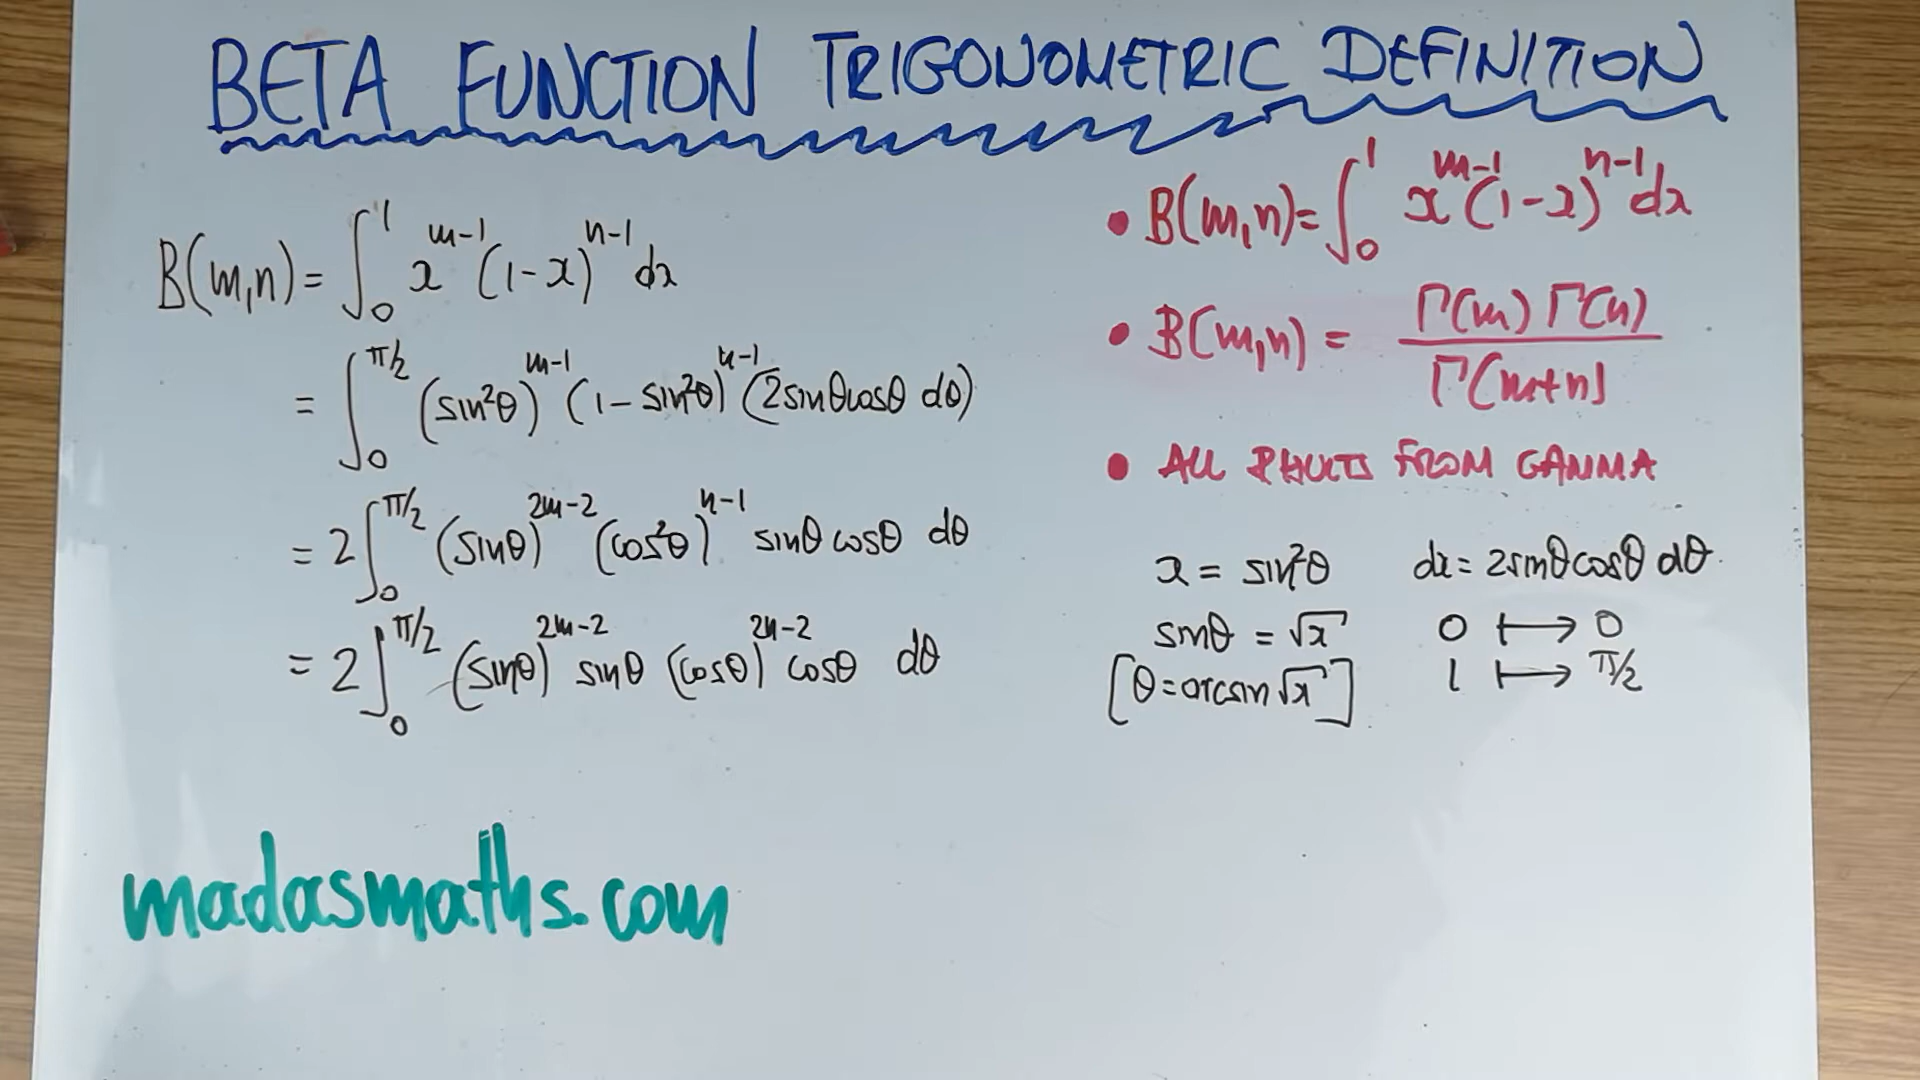 BETA FUNCTION TRIGONOMETRIC DEFINITION
B(m,n) = ∫₀¹ x^(m-1) (1-x)^(n-1) dx
= ∫₀^(π/2) (sin²θ)^(m-1) (1-sin²θ)^(n-1) (2sinθcosθ dθ)
= 2∫₀^(π/2) (sinθ)^(2m-2) (cos²θ)^(n-1) sinθ cosθ dθ
= 2∫₀^(π/2) (sinθ)^(2m-2) sinθ (cosθ)^(2n-2) cosθ dθ
• B(m,n) = ∫₀¹ x^(m-1) (1-x)^(n-1) dx
• B(m,n) = Γ(m) Γ(n) / Γ(m+n)
• ALL FROM GAMMA
x = sin²θ dx = 2sinθcosθ dθ
sinθ = √x 0 ↦ 0
[θ = arcsin√x] 1 ↦ π/2
madasmaths.com